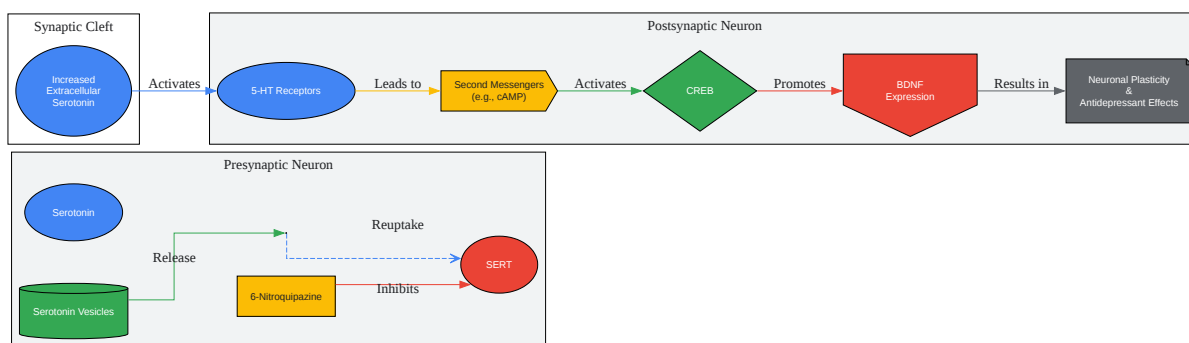 Synaptic Cleft
Increased
Extracellular
Serotonin
Activates
Postsynaptic Neuron
5-HT Receptors
Leads to
Second Messengers
(e.g., cAMP)
Activates
CREB
Promotes
BDNF
Expression
Results in
Neuronal Plasticity
&
Antidepressant Effects
Presynaptic Neuron
Serotonin
Release
Reuptake
SERT
Serotonin Vesicles
6-Nitroquipazine
Inhibits